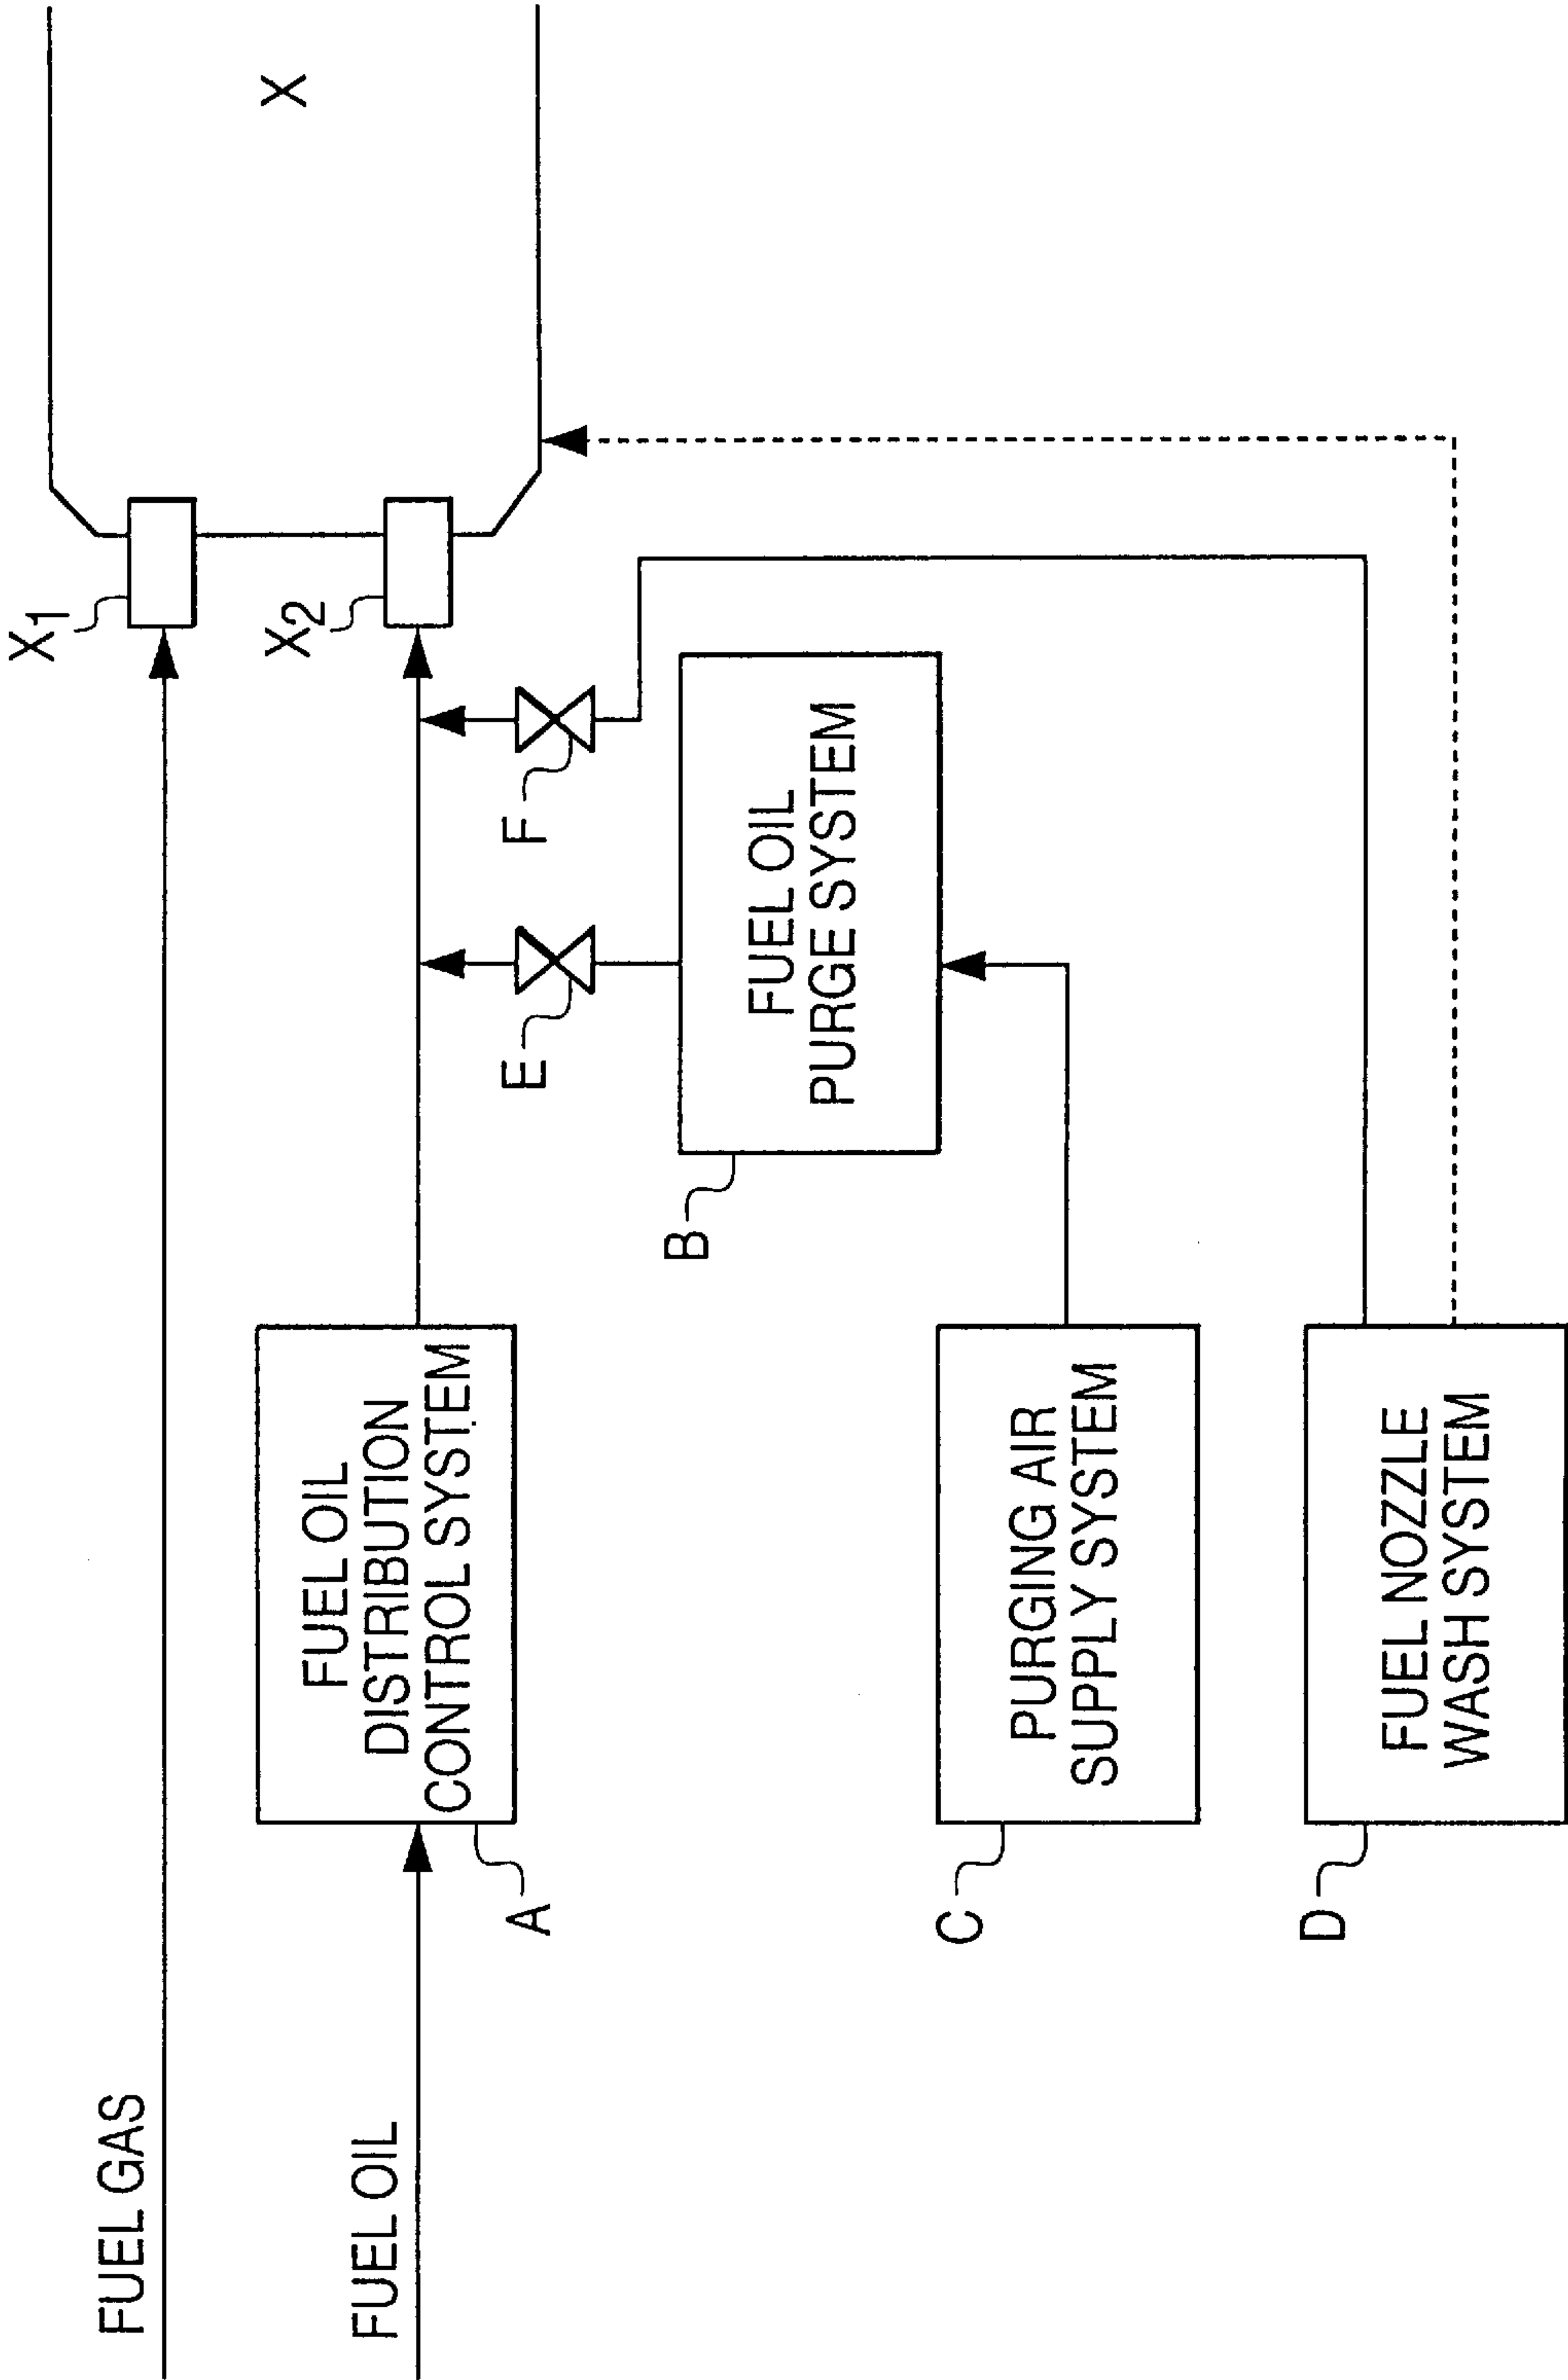 FUEL GAS
X1
X
FUEL OIL
X2
A
FUEL OIL
DISTRIBUTION
CONTROL SYSTEM
E
F
B
FUEL OIL
PURGE SYSTEM
C
PURGING AIR
SUPPLY SYSTEM
D
FUEL NOZZLE
WASH SYSTEM